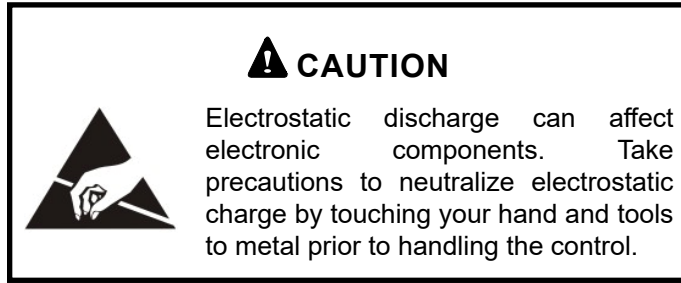 CAUTION
Electrostatic discharge can affect
electronic components. Take
precautions to neutralize electrostatic
charge by touching your hand and tools
to metal prior to handling the control.